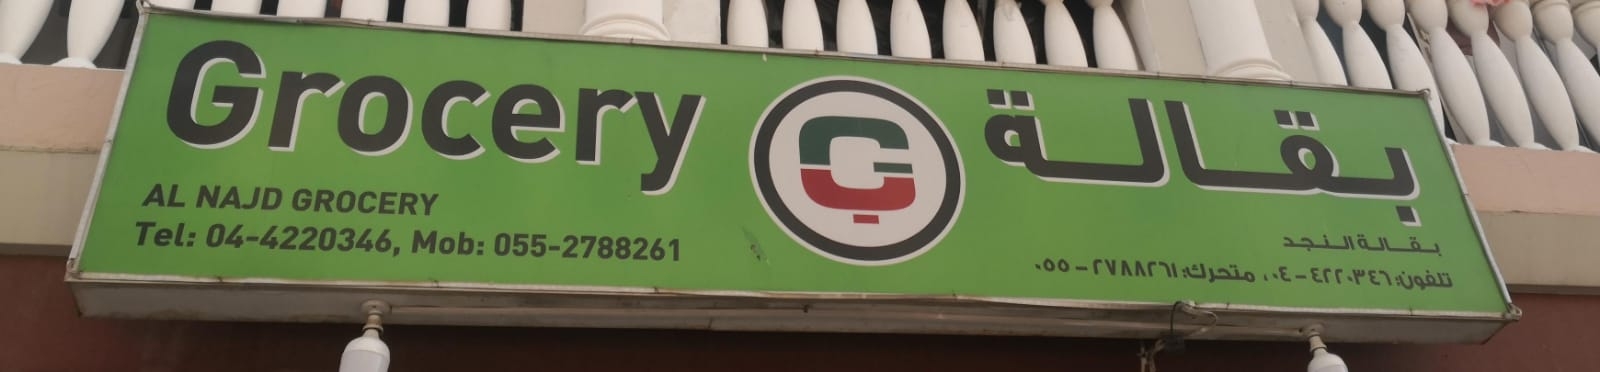 Grocery
بقالة
AL NAJD GROCERY
Tel: 04-4220346, Mob: 055-2788261
بقالة النجد
تلفون: ٤٢٢٠٣٤٦-٠٤، متحرك: ٢٧٨٨٢٦١-٠٥٥